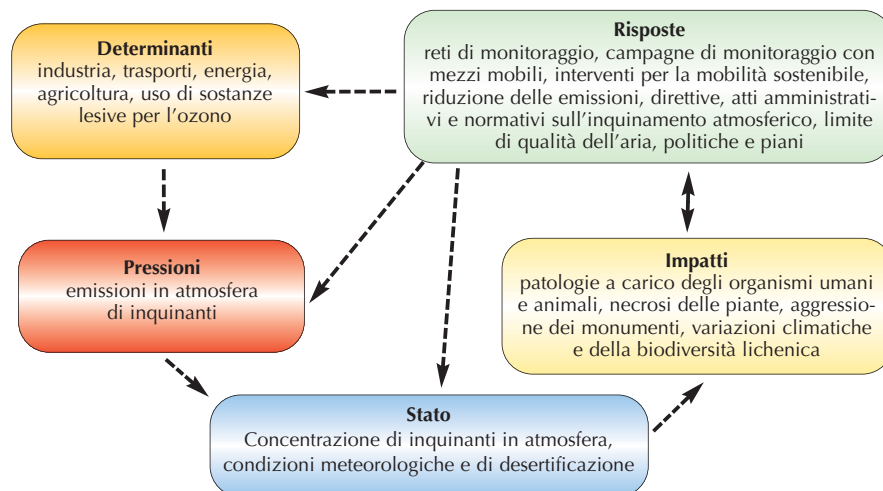 Determinanti
industria, trasporti, energia,
agricoltura, uso di sostanze
lesive per l'ozono
Risposte
reti di monitoraggio, campagne di monitoraggio con
mezzi mobili, interventi per la mobilità sostenibile,
riduzione delle emissioni, direttive, atti amministrati-
vi e normativi sull'inquinamento atmosferico, limite
di qualità dell'aria, politiche e piani
Pressioni
emissioni in atmosfera
di inquinanti
Impatti
patologie a carico degli organismi umani
e animali, necrosi delle piante, aggressio-
ne dei monumenti, variazioni climatiche
e della biodiversità lichenica
Stato
Concentrazione di inquinanti in atmosfera,
condizioni meteorologiche e di desertificazione